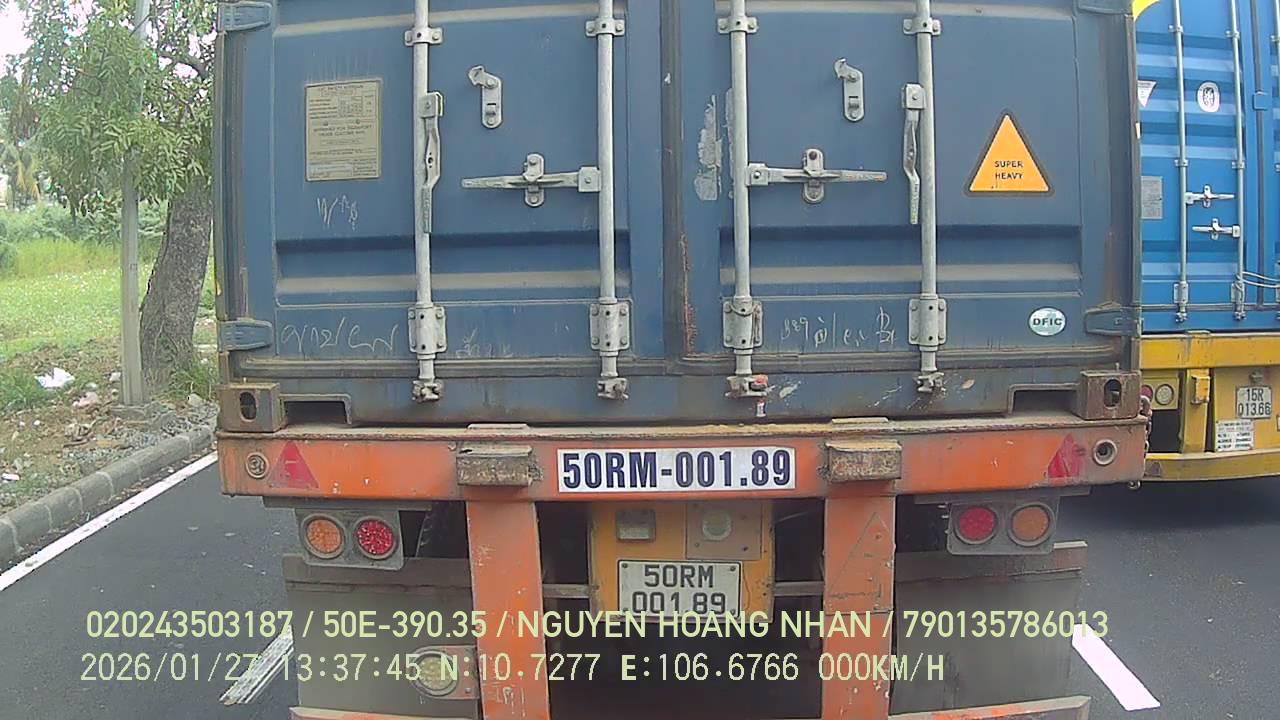 SUPER
HEAVY
DFIC
15R
013.66
50RM-001.89
50RM
001.89
020243503187 / 50E-390.35 / NGUYEN HOANG NHAN / 790135786013
2026/01/27 13:37:45 N:10.7277 E:106.6766 000KM/H